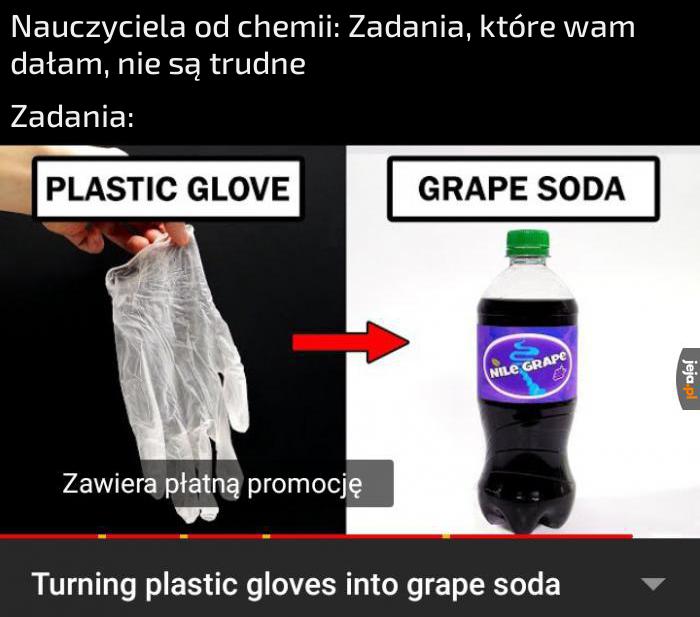 Nauczyciela od chemii: Zadania, które wam
dałam, nie są trudne
Zadania:
PLASTIC GLOVE
GRAPE SODA
NILE GRAPE
jeja.pl
Zawiera płatną promocję
Turning plastic gloves into grape soda